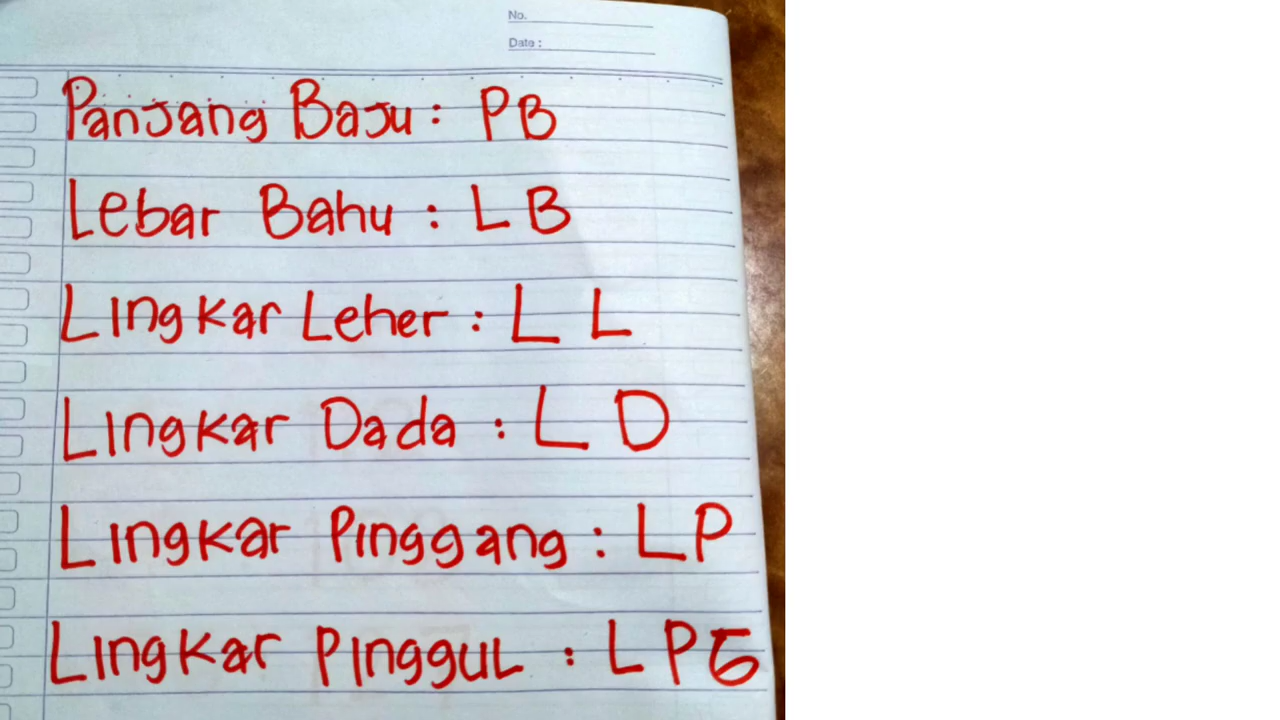 No.
Date :
Panjang Baju : PB
Lebar Bahu : LB
Lingkar Leher : L L
Lingkar Dada : L D
Lingkar Pinggang : LP
Lingkar Pinggul : LPG